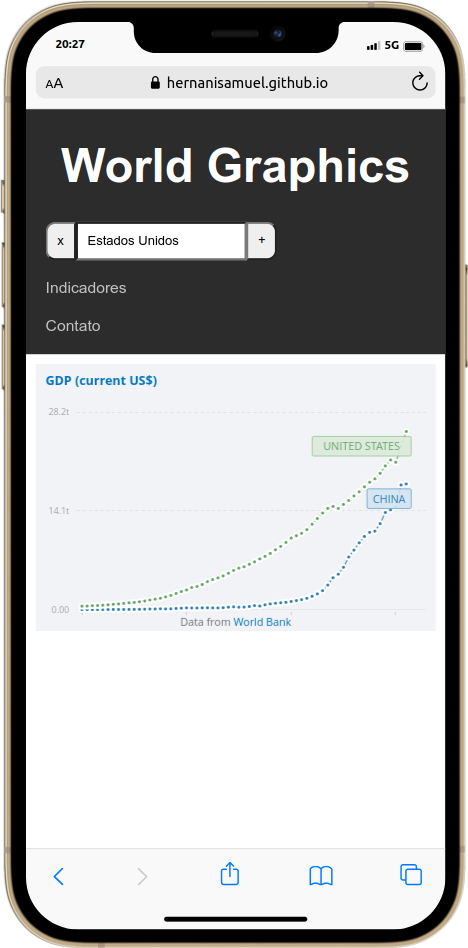 20:27
5G
AA hernanisamuel.github.io
World Graphics
x Estados Unidos +
Indicadores
Contato
GDP (current US$)
28.2t
UNITED STATES
CHINA
14.1t
0.00
Data from World Bank